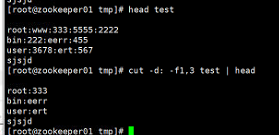 [root@zookeeper01 tmp]# head test
root:www:333:5555:2222
bin:222:eerr:455
user:3678:ert:567
sjsjd
[root@zookeeper01 tmp]# cut -d: -f1,3 test | head
root:333
bin:eerr
user:ert
sjsjd
[root@zookeeper01 tmp]#